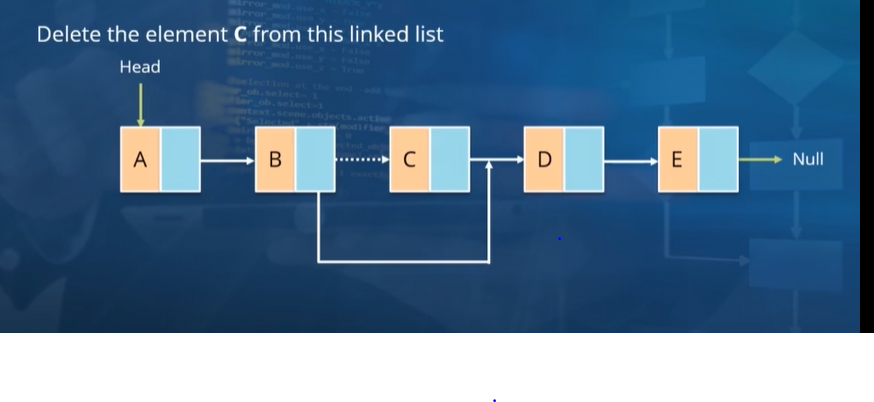 Delete the element C from this linked list
Head
A B C D E Null